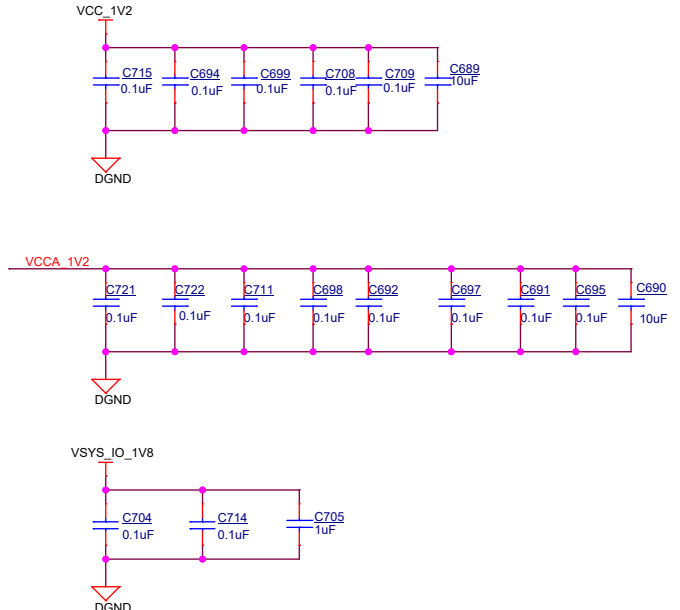 VCC_1V2
C715 C694 C699 C708 C709 C689
0.1uF 0.1uF 0.1uF 0.1uF 0.1uF 10uF
DGND
VCCA_1V2
C721 C722 C711 C698 C692 C697 C691 C695 C690
0.1uF 0.1uF 0.1uF 0.1uF 0.1uF 0.1uF 0.1uF 0.1uF 10uF
DGND
VSYS_IO_1V8
C704 C714 C705
0.1uF 0.1uF 1uF
DGND